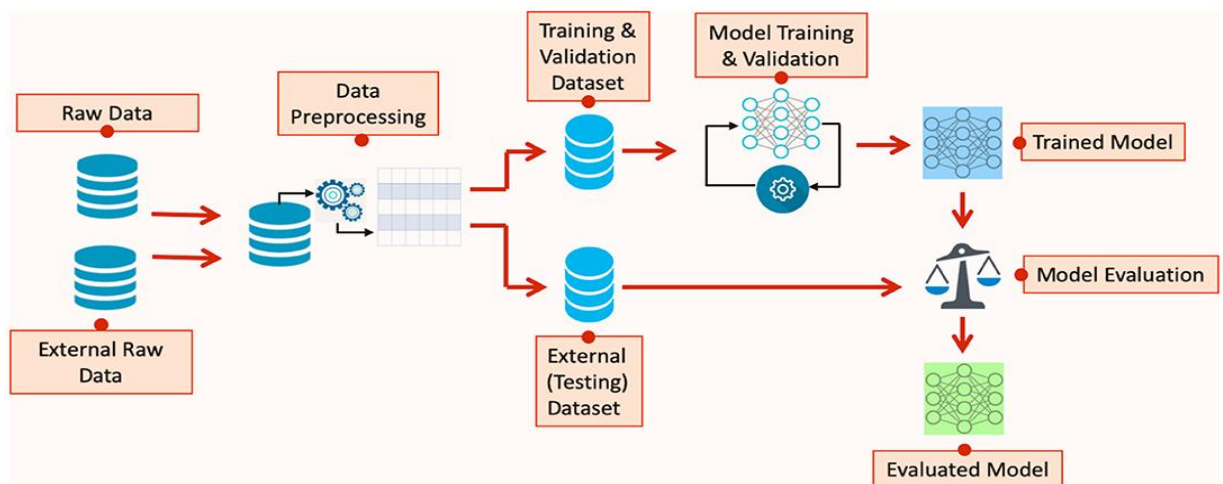 Raw Data
External Raw
Data
Data
Preprocessing
Training &
Validation
Dataset
External
(Testing)
Dataset
Model Training
& Validation
Trained Model
Model Evaluation
Evaluated Model